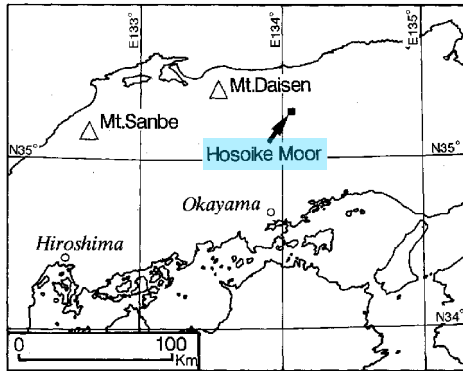 E133°
E134°
E135°
Mt.Daisen
Mt.Sanbe
Hosoike Moor
N35°
N35°
Okayama
Hiroshima
N34°
0 100
Km